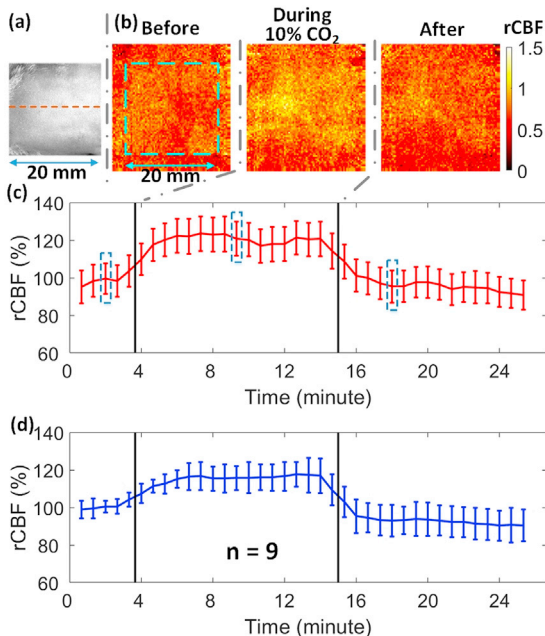 (a)
(b)
Before
During
10% CO₂
After
rCBF
1.5
1
0.5
0
20 mm
20 mm
(c)
rCBF (%)
140
120
100
80
60
0 4 8 12 16 20 24
Time (minute)
(d)
rCBF (%)
140
120
100
80
60
n = 9
0 4 8 12 16 20 24
Time (minute)